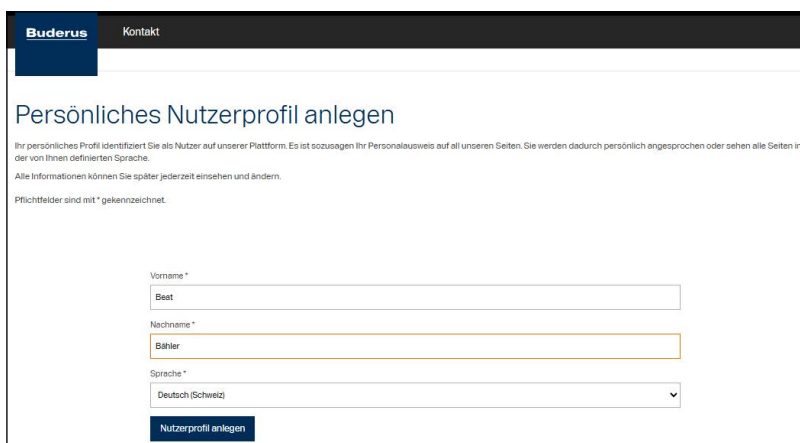 Buderus
Kontakt
Persönliches Nutzerprofil anlegen
Ihr persönliches Profil identifiziert Sie als Nutzer auf unserer Plattform. Es ist sozusagen Ihr Personalausweis auf all unseren Seiten. Sie werden dadurch persönlich angesprochen oder sehen alle Seiten in
der von Ihnen definierten Sprache.
Alle Informationen können Sie später jederzeit einsehen und ändern.
Pflichtfelder sind mit * gekennzeichnet.
Vorname *
Beat
Nachname *
Bähler
Sprache *
Deutsch (Schweiz)
Nutzerprofil anlegen